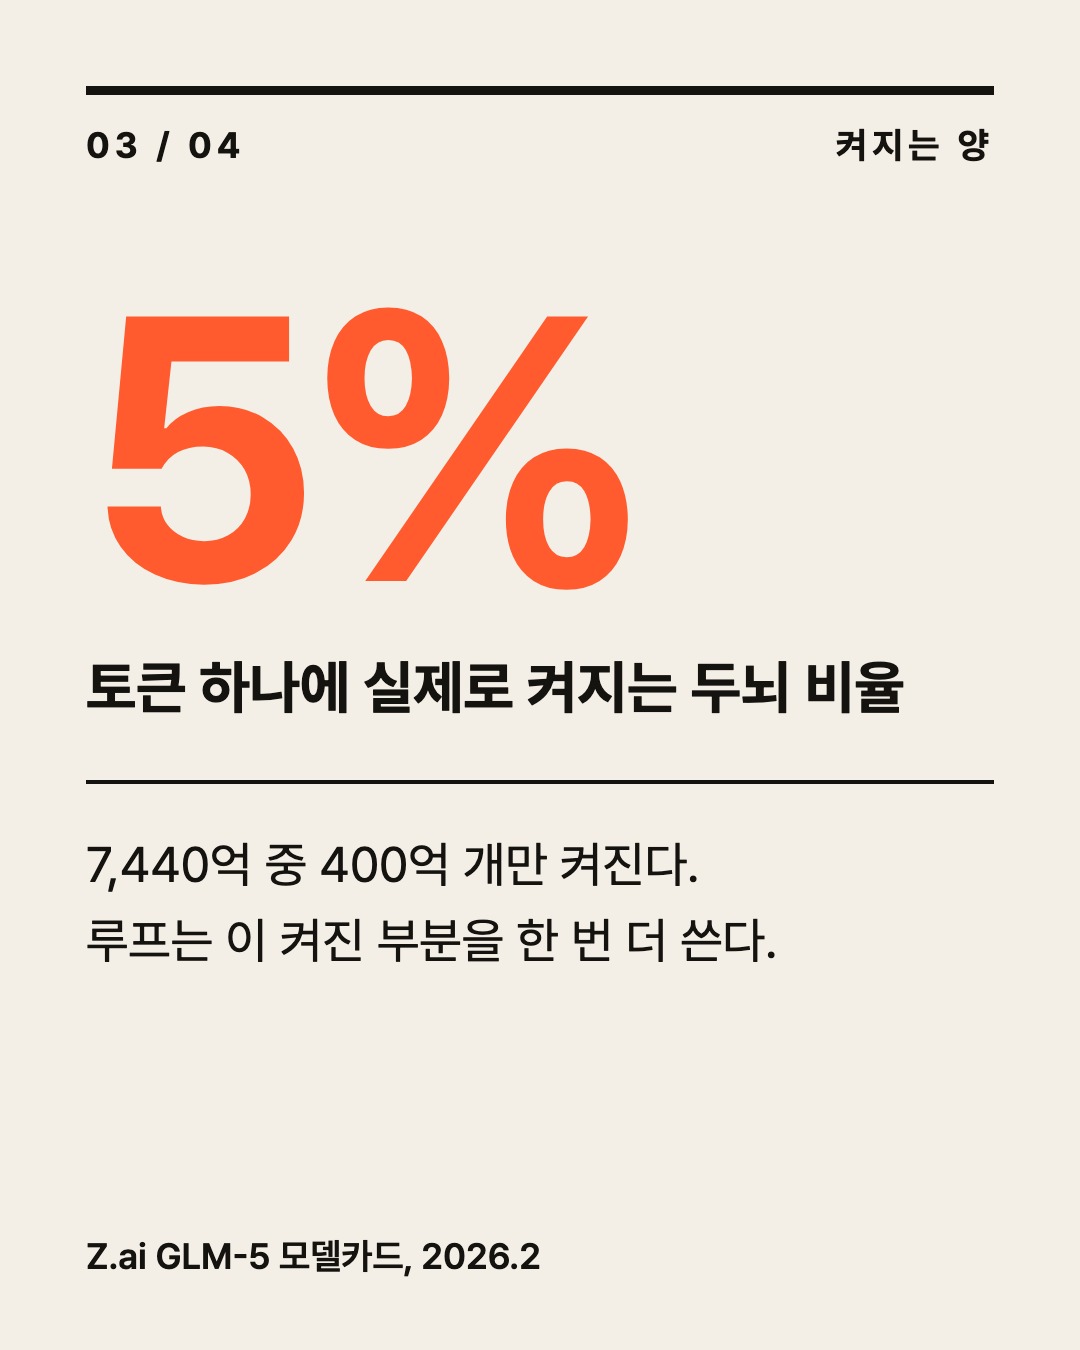 03 / 04
켜지는 양
5%
토큰 하나에 실제로 켜지는 두뇌 비율
7,440억 중 400억 개만 켜진다.
루프는 이 켜진 부분을 한 번 더 쓴다.
Z.ai GLM-5 모델카드, 2026.2